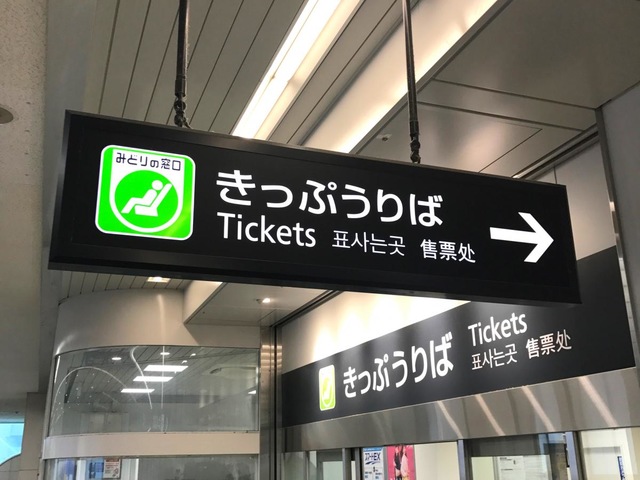 みどりの窓口
きっぷうりば
Tickets 표사는곳 售票处
きっぷうりば
Tickets
표사는곳 售票处